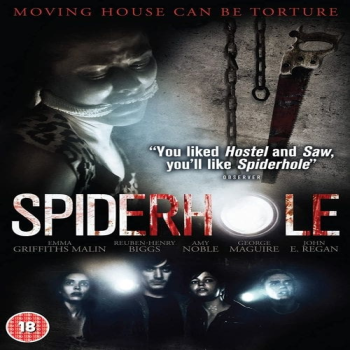 MOVING HOUSE CAN BE TORTURE
"You liked Hostel and Saw,
you'll like Spiderhole"
OBSERVER
SPIDERHOLE
EMMA GRIFFITHS MALIN
REUBEN-HENRY BIGGS
AMY NOBLE
GEORGE MAGUIRE
JOHN E. REGAN
18